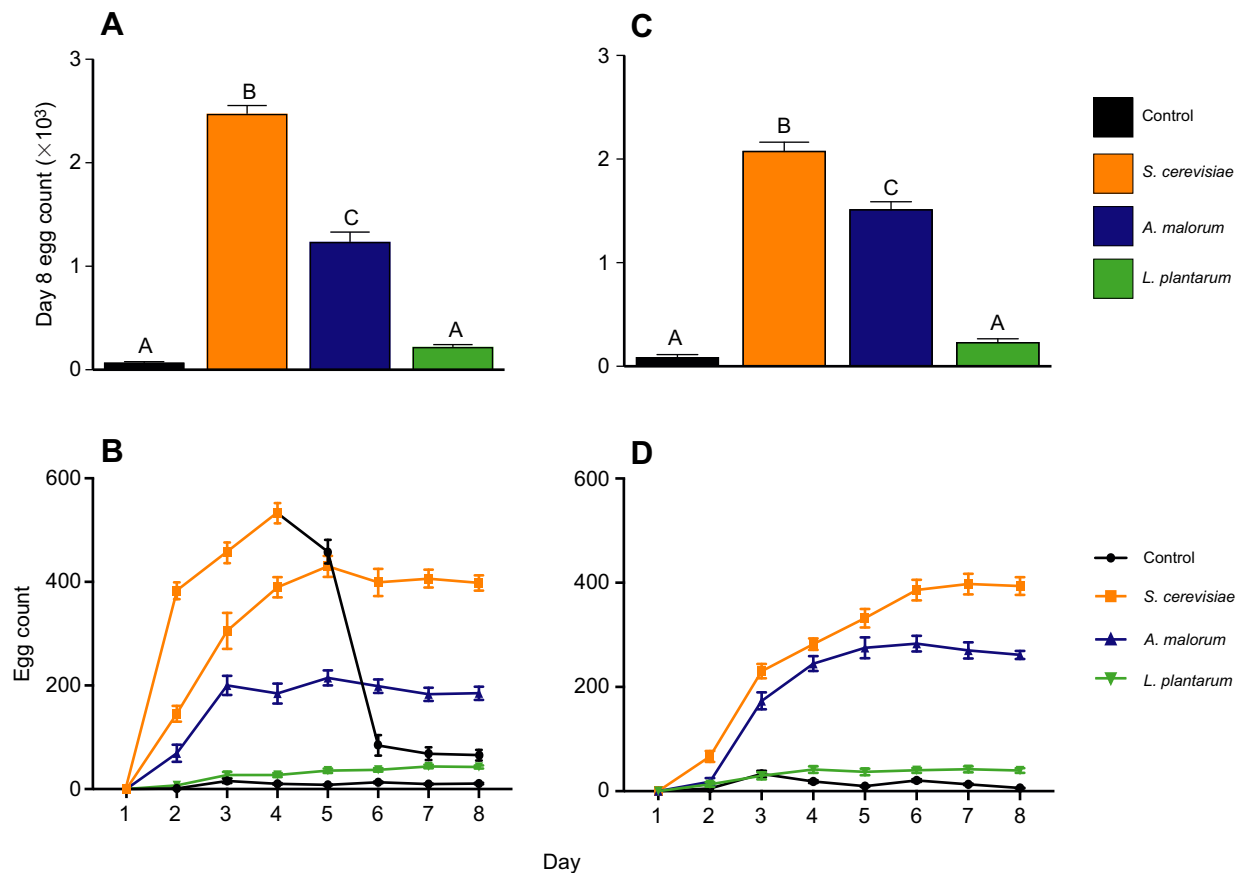 A
3
2
1
0
Day 8 egg count (×10³)
A
B
C
A
C
3
2
1
0
A
B
C
A
Control
S. cerevisiae
A. malorum
L. plantarum
B
600
400
200
0
Egg count
1 2 3 4 5 6 7 8
D
600
400
200
0
1 2 3 4 5 6 7 8
Control
S. cerevisiae
A. malorum
L. plantarum
Day